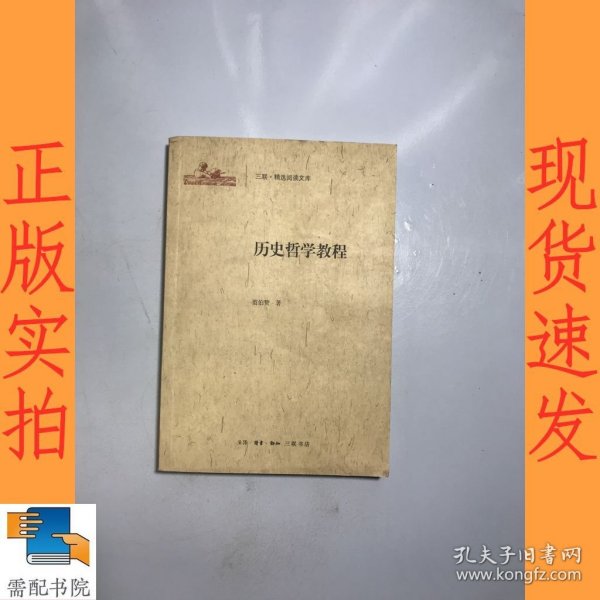 正版实拍
三联·精选阅读文库
历史哲学教程
翦伯赞 著
生活·读书·新知 三联书店
现货速发
需配书院
孔夫子旧书网
www.kongfz.com